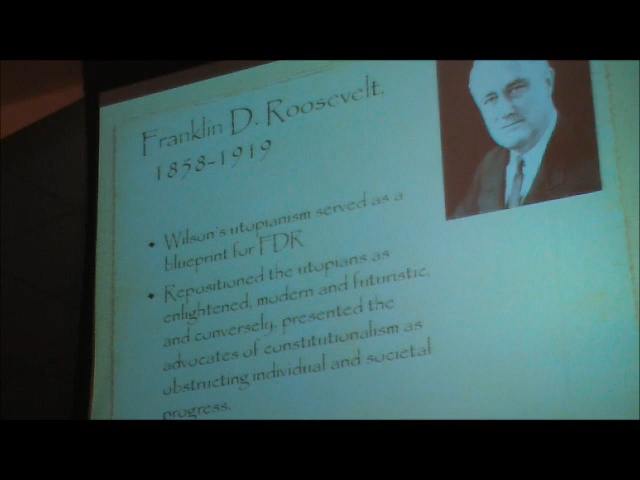 Franklin D. Roosevelt,
1858-1919
• Wilson's utopianism served as a
blueprint for FDR
• Repositioned the utopians as
enlightened, modern and futuristic,
and conversely, presented the
advocates of constitutionalism as
obstructing individual and societal
progress.